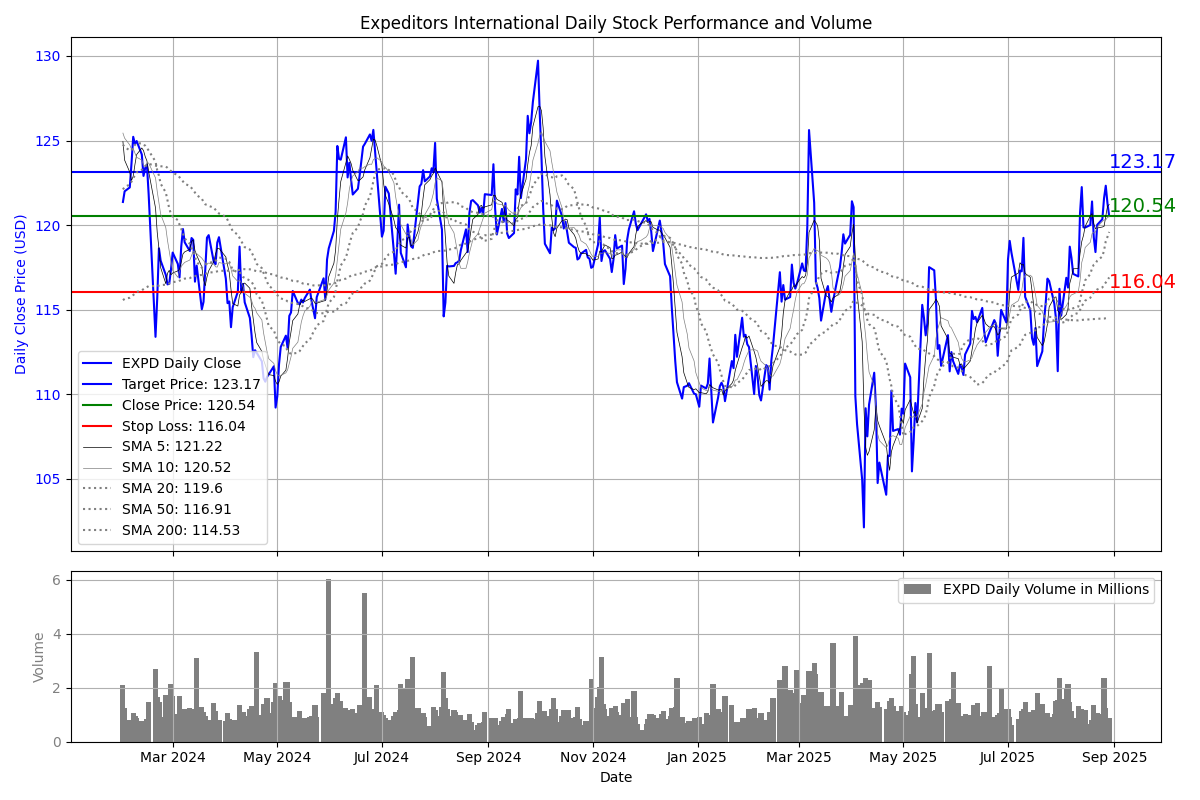 Expeditors International Daily Stock Performance and Volume
Daily Close Price (USD)
130
125
120
115
110
105
123.17
120.54
116.04
EXPD Daily Close
Target Price: 123.17
Close Price: 120.54
Stop Loss: 116.04
SMA 5: 121.22
SMA 10: 120.52
SMA 20: 119.6
SMA 50: 116.91
SMA 200: 114.53
Volume
6
4
2
0
EXPD Daily Volume in Millions
Mar 2024
May 2024
Jul 2024
Sep 2024
Nov 2024
Jan 2025
Mar 2025
May 2025
Jul 2025
Sep 2025
Date